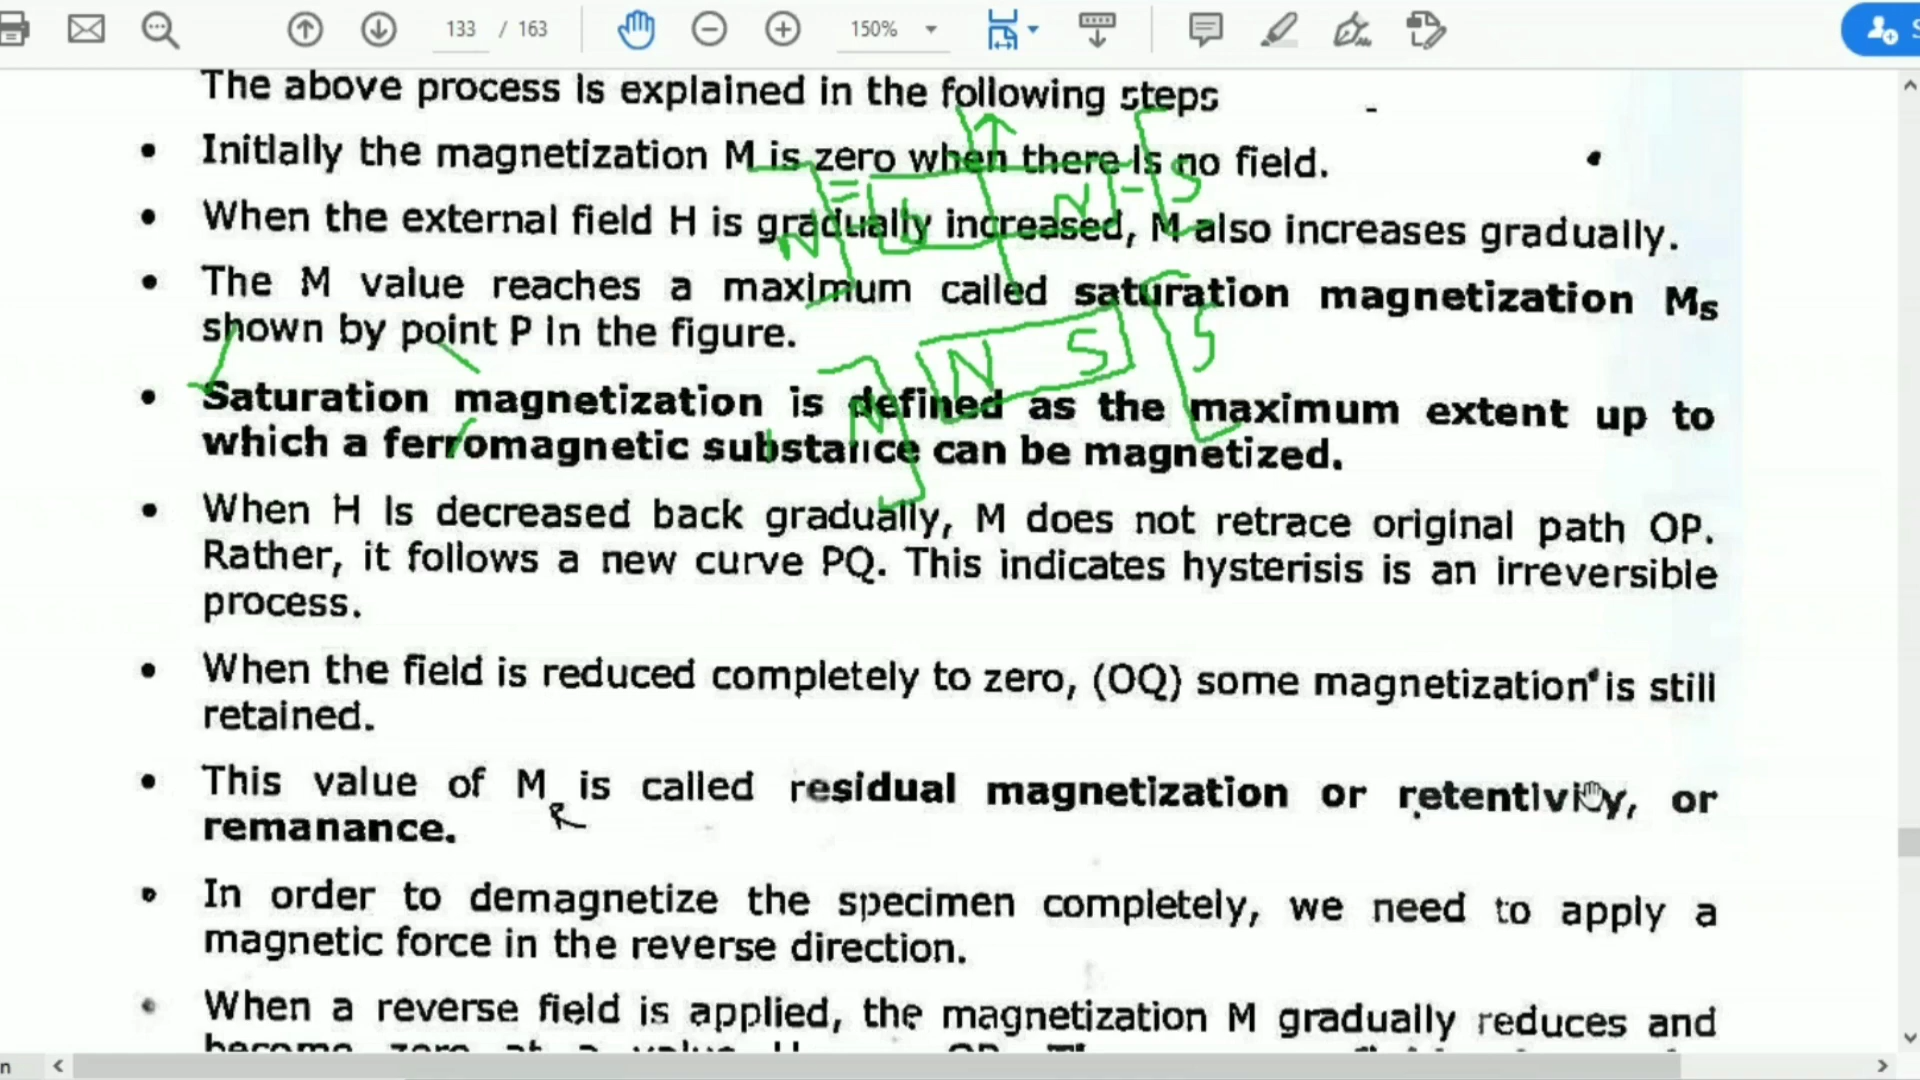 133 / 163 150%
The above process is explained in the following steps
• Initially the magnetization M is zero when there is no field.
• When the external field H is gradually increased, M also increases gradually.
• The M value reaches a maximum called saturation magnetization Ms
shown by point P in the figure.
• Saturation magnetization is defined as the maximum extent up to
which a ferromagnetic substance can be magnetized.
• When H is decreased back gradually, M does not retrace original path OP.
Rather, it follows a new curve PQ. This indicates hysterisis is an irreversible
process.
• When the field is reduced completely to zero, (OQ) some magnetization is still
retained.
• This value of M is called residual magnetization or retentivity, or
R
remanance.
• In order to demagnetize the specimen completely, we need to apply a
magnetic force in the reverse direction.
• When a reverse field is applied, the magnetization M gradually reduces and
N S N S
N N S S